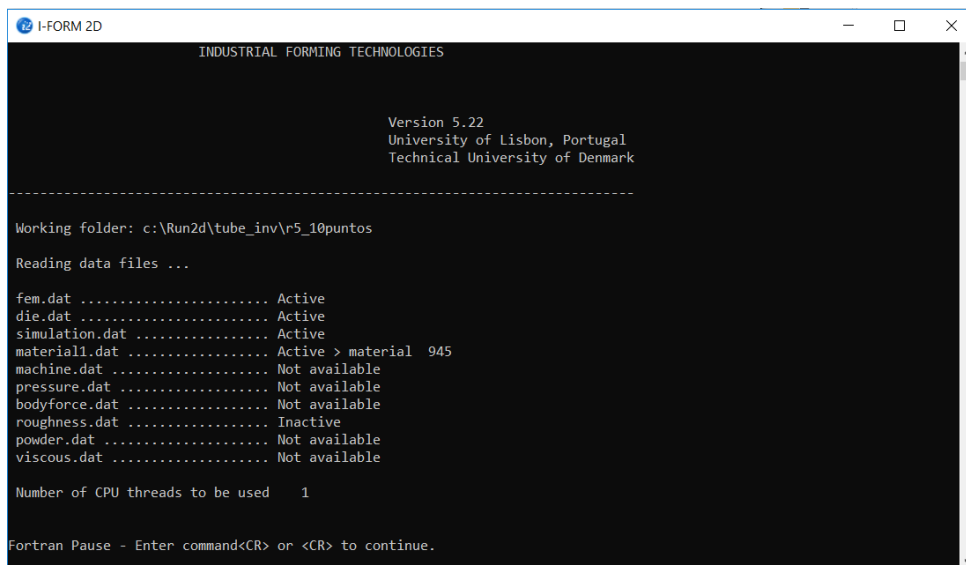 I-FORM 2D
INDUSTRIAL FORMING TECHNOLOGIES
Version 5.22
University of Lisbon, Portugal
Technical University of Denmark
-------------------------------------------------------------------------------
Working folder: c:\Run2d\tube_inv\r5_10puntos
Reading data files ...
fem.dat ........................ Active
die.dat ........................ Active
simulation.dat ................. Active
material1.dat .................. Active > material  945
machine.dat .................... Not available
pressure.dat ................... Not available
bodyforce.dat .................. Not available
roughness.dat .................. Inactive
powder.dat ..................... Not available
viscous.dat .................... Not available
Number of CPU threads to be used    1
Fortran Pause - Enter command<CR> or <CR> to continue.